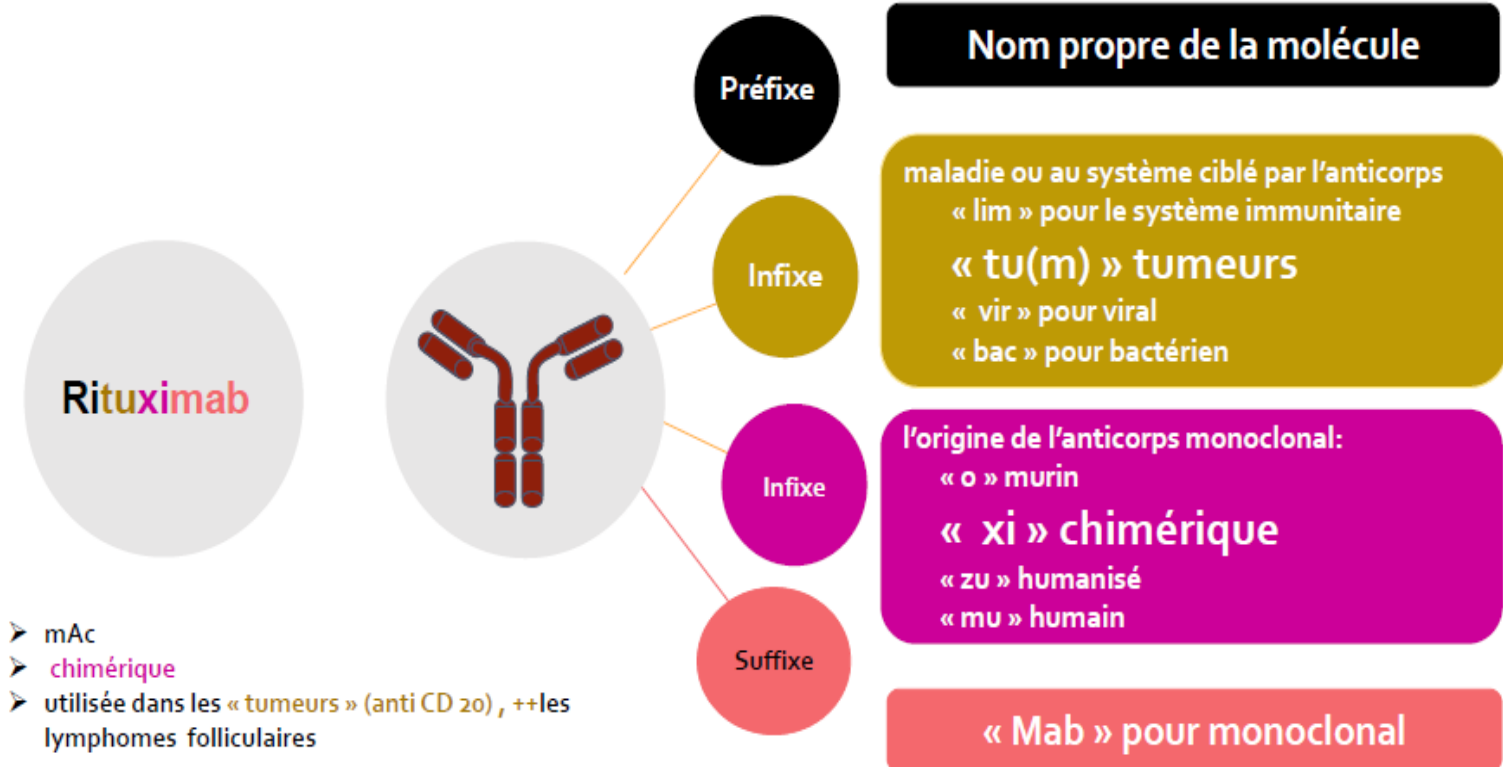 Préfixe
Nom propre de la molécule
Infixe
maladie ou au système ciblé par l'anticorps
« lim » pour le système immunitaire
« tu(m) » tumeurs
« vir » pour viral
« bac » pour bactérien
Rituximab
Infixe
l'origine de l'anticorps monoclonal:
« o » murin
« xi » chimérique
« zu » humanisé
« mu » humain
Suffixe
« Mab » pour monoclonal
➤ mAc
➤ chimérique
➤ utilisée dans les « tumeurs » (anti CD 20) , ++les
lymphomes folliculaires